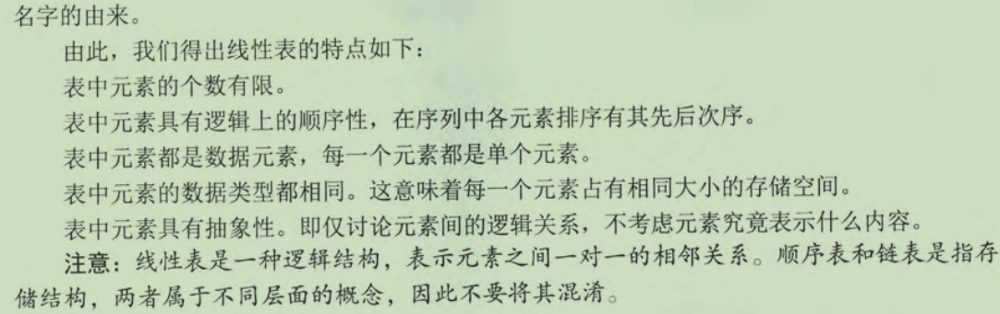 名字的由来。
由此，我们得出线性表的特点如下：
表中元素的个数有限。
表中元素具有逻辑上的顺序性，在序列中各元素排序有其先后次序。
表中元素都是数据元素，每一个元素都是单个元素。
表中元素的数据类型都相同。这意味着每一个元素占有相同大小的存储空间。
表中元素具有抽象性。即仅讨论元素间的逻辑关系，不考虑元素究竟表示什么内容。
注意：线性表是一种逻辑结构，表示元素之间一对一的相邻关系。顺序表和链表是指存
储结构，两者属于不同层面的概念，因此不要将其混淆。